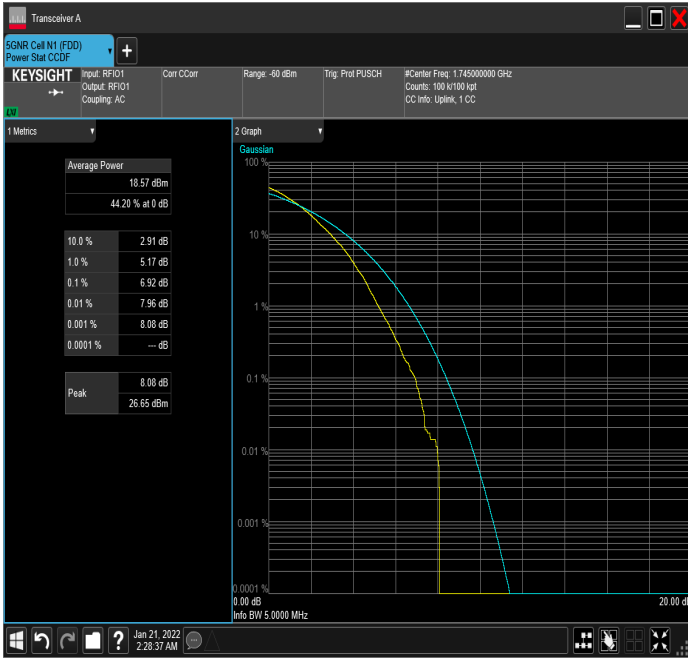 Transceiver A
5GNR Cell N1 (FDD)
Power Stat CCDF
KEYSIGHT
Input: RFIO1
Output: RFIO1
Coupling: AC
Corr CCorr
Range: -60 dBm
Trig: Prot PUSCH
#Center Freq: 1.745000000 GHz
Counts: 100 k/100 kpt
CC Info: Uplink, 1 CC
LXI
1 Metrics
Average Power
18.57 dBm
44.20 % at 0 dB
10.0 % 2.91 dB
1.0 % 5.17 dB
0.1 % 6.92 dB
0.01 % 7.96 dB
0.001 % 8.08 dB
0.0001 % --- dB
Peak
8.08 dB
26.65 dBm
2 Graph
Gaussian
100 %
10 %
1 %
0.1 %
0.01 %
0.001 %
0.0001 %
0.00 dB
20.00 dB
Info BW 5.0000 MHz
Jan 21, 2022
2:28:37 AM